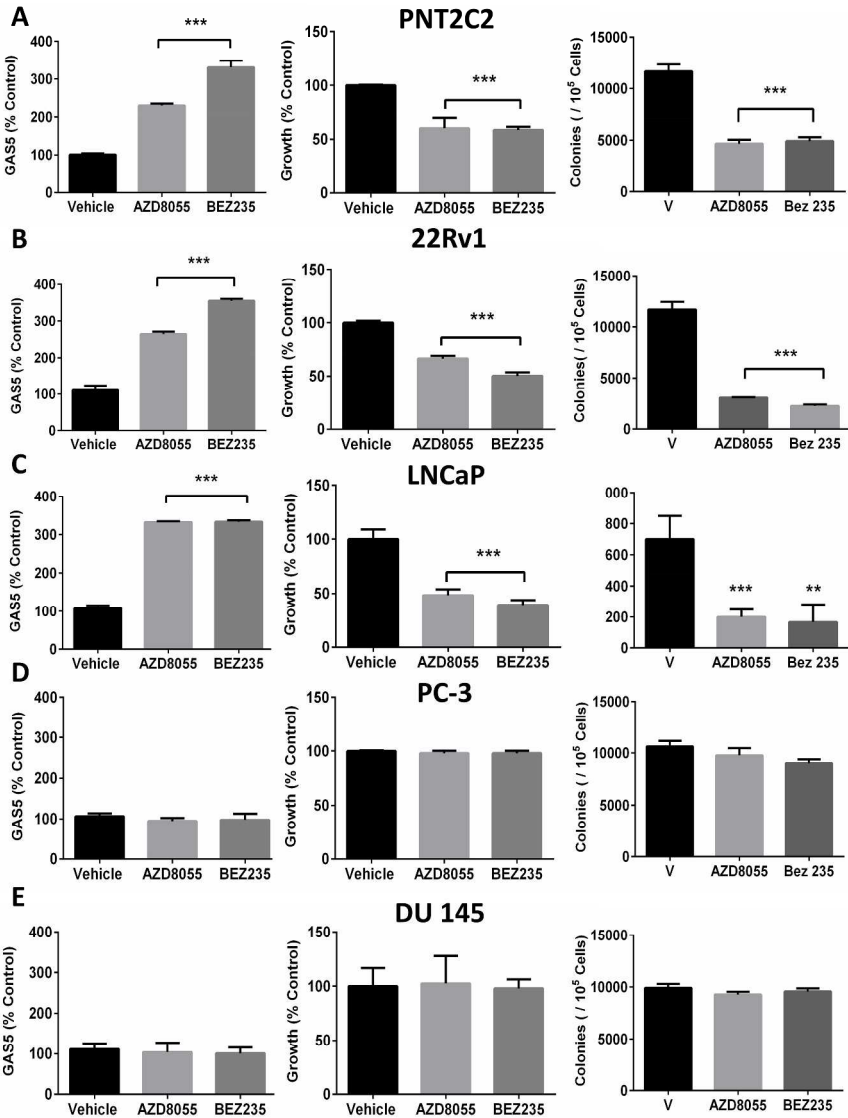 A
PNT2C2
GAS5 (% Control)
400
300
200
100
0
***
Vehicle AZD8055 BEZ235
Growth (% Control)
150
100
50
0
***
Vehicle AZD8055 BEZ235
Colonies ( / 10⁵ Cells)
15000
10000
5000
0
***
V AZD8055 Bez 235
B
22Rv1
GAS5 (% Control)
400
300
200
100
0
***
Vehicle AZD8055 BEZ235
Growth (% Control)
150
100
50
0
***
Vehicle AZD8055 BEZ235
Colonies( / 10⁵ Cells)
15000
10000
5000
0
***
V AZD8055 Bez 235
C
LNCaP
GAS5 (% Control)
400
300
200
100
0
***
Vehicle AZD8055 BEZ235
Growth (% Control)
150
100
50
0
***
Vehicle AZD8055 BEZ235
000
800
600
400
200
0
*** **
V AZD8055 Bez 235
D
PC-3
GAS5 (% Control)
400
300
200
100
0
Vehicle AZD8055 BEZ235
Growth (% Control)
150
100
50
0
Vehicle AZD8055 BEZ235
Colonies ( / 10⁵ Cells)
15000
10000
5000
0
V AZD8055 Bez 235
E
DU 145
GAS5 (% Control)
400
300
200
100
0
Vehicle AZD8055 BEZ235
Growth (% Control)
150
100
50
0
Vehicle AZD8055 BEZ235
Colonies ( / 10⁵ Cells)
15000
10000
5000
0
V AZD8055 BEZ235